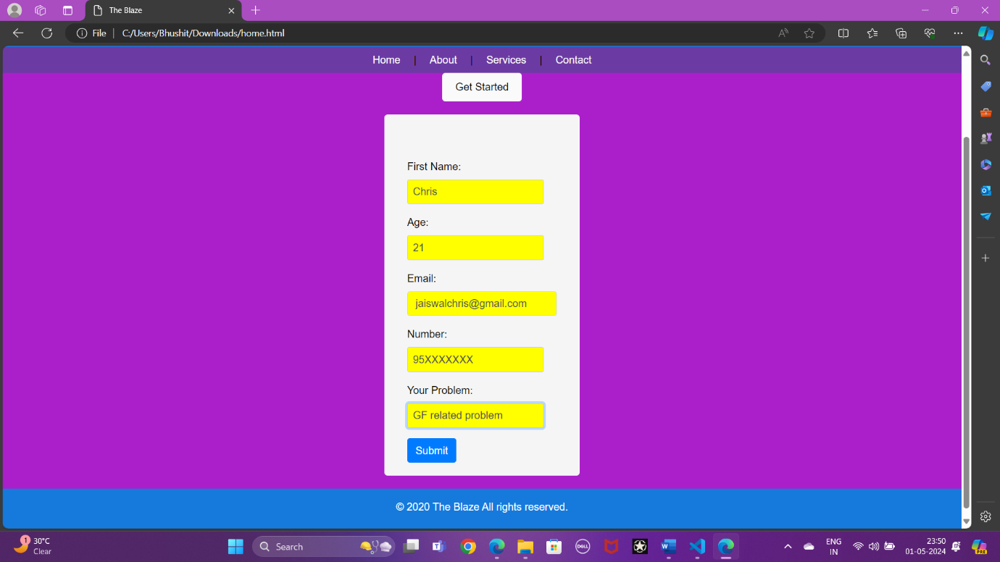 The Blaze
File | C:/Users/Bhushit/Downloads/home.html
Home | About | Services | Contact
Get Started
First Name:
Chris
Age:
21
Email:
jaiswalchris@gmail.com
Number:
95XXXXXXX
Your Problem:
GF related problem
Submit
© 2020 The Blaze All rights reserved.
1
30°C
Clear
Search
DELL
ENG
IN
23:50
01-05-2024
PRE